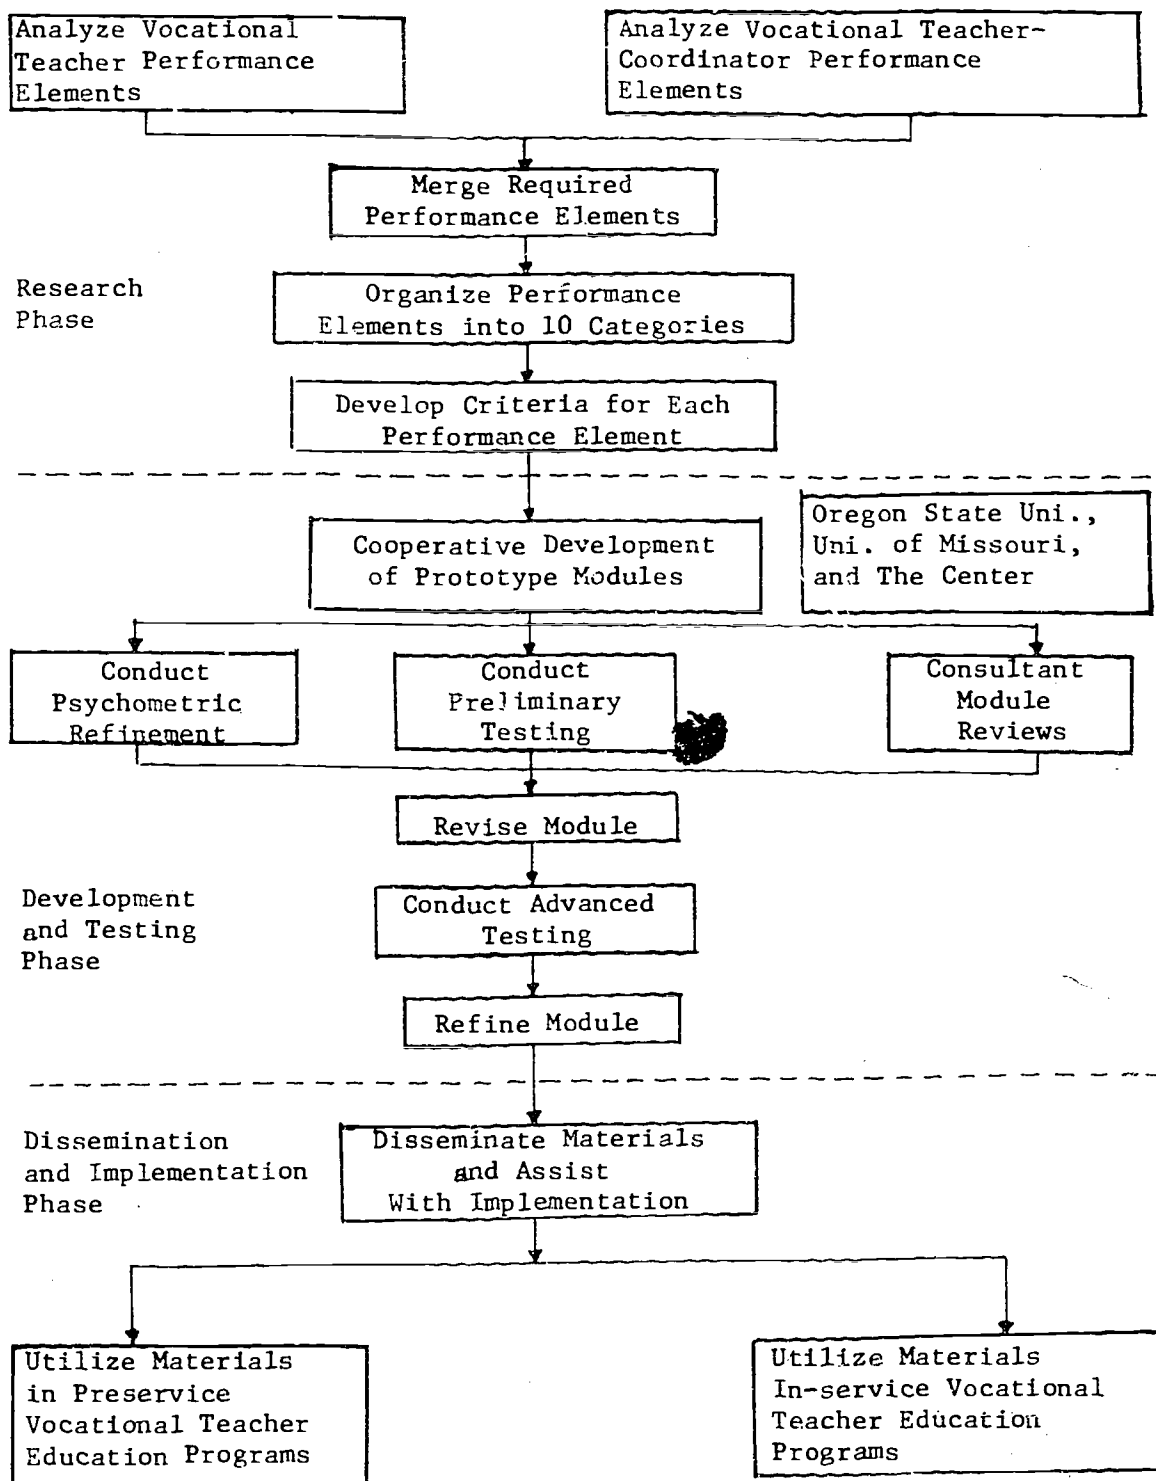 Analyze Vocational
Teacher Performance
Elements
Analyze Vocational Teacher-
Coordinator Performance
Elements
Merge Required
Performance Elements
Research
Phase
Organize Performance
Elements into 10 Categories
Develop Criteria for Each
Performance Element
Cooperative Development
of Prototype Modules
Oregon State Uni.,
Uni. of Missouri,
and The Center
Conduct
Psychometric
Refinement
Conduct
Preliminary
Testing
Consultant
Module
Reviews
Revise Module
Development
and Testing
Phase
Conduct Advanced
Testing
Refine Module
Dissemination
and Implementation
Phase
Disseminate Materials
and Assist
With Implementation
Utilize Materials
in Preservice
Vocational Teacher
Education Programs
Utilize Materials
In-service Vocational
Teacher Education
Programs